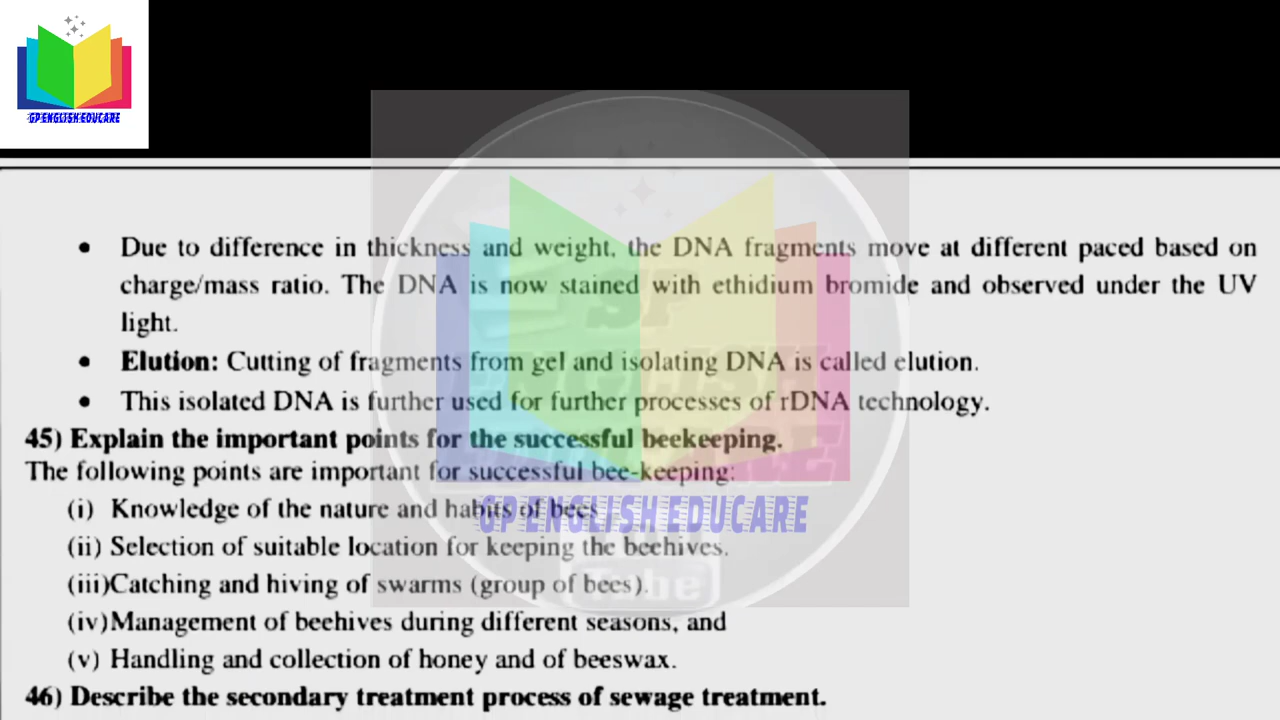 GP ENGLISH EDUCARE
• Due to difference in thickness and weight, the DNA fragments move at different paced based on
charge/mass ratio. The DNA is now stained with ethidium bromide and observed under the UV
light.
• Elution: Cutting of fragments from gel and isolating DNA is called elution.
• This isolated DNA is further used for further processes of rDNA technology.
45) Explain the important points for the successful beekeeping.
The following points are important for successful bee-keeping:
(i) Knowledge of the nature and habits of bees
(ii) Selection of suitable location for keeping the beehives.
(iii)Catching and hiving of swarms (group of bees).
(iv)Management of beehives during different seasons, and
(v) Handling and collection of honey and of beeswax.
46) Describe the secondary treatment process of sewage treatment.
GP ENGLISH EDUCARE
GP
ENGLISH
EDUCARE
Tube